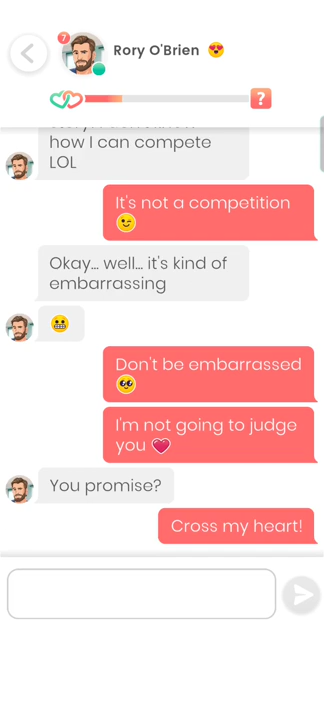 7
Rory O'Brien 😍
?
how I can compete
LOL
It's not a competition
😉
Okay... well... it's kind of
embarrassing
😬
Don't be embarrassed
🥺
I'm not going to judge
you 💗
You promise?
Cross my heart!